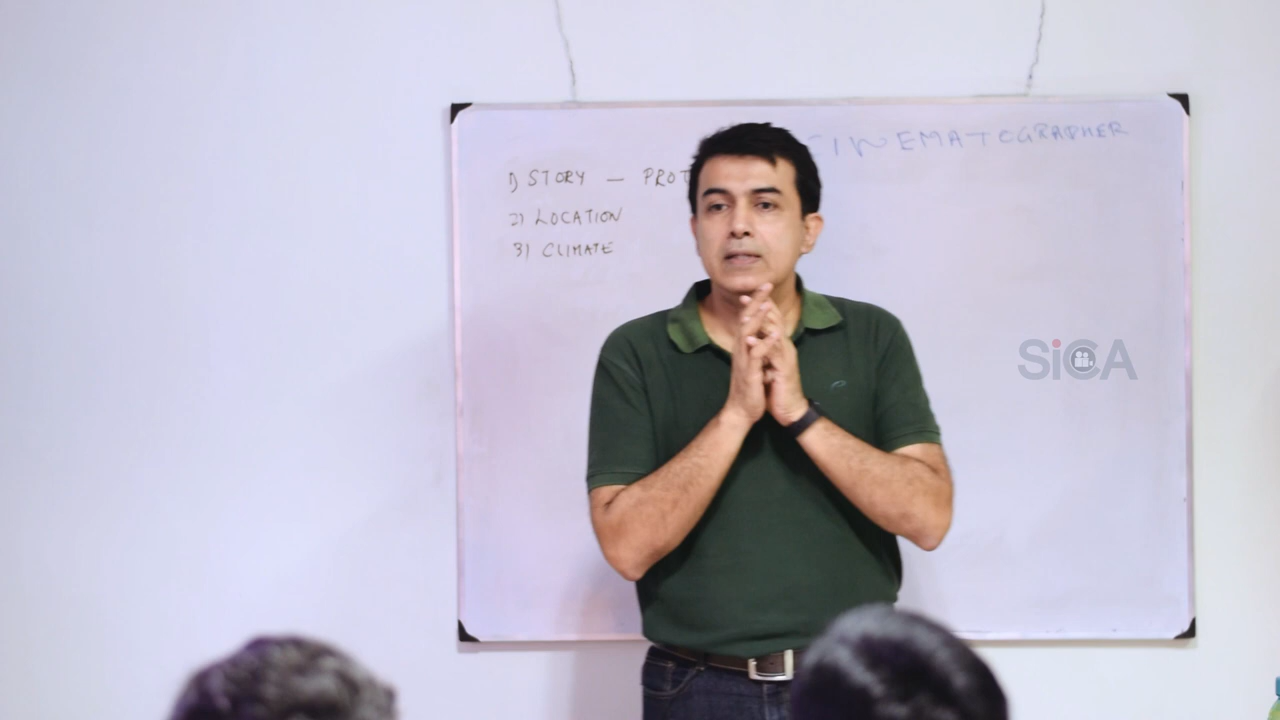 CINEMATOGRAPHER
1) STORY — PROT
2) LOCATION
3) CLIMATE
SiCA